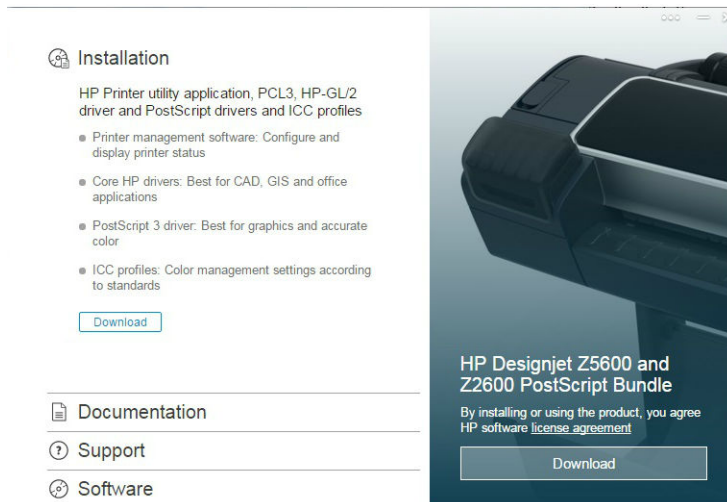 Installation
HP Printer utility application, PCL3, HP-GL/2
driver and PostScript drivers and ICC profiles
Printer management software: Configure and
display printer status
Core HP drivers: Best for CAD, GIS and office
applications
PostScript 3 driver: Best for graphics and accurate
color
ICC profiles: Color management settings according
to standards
Download
Documentation
Support
Software
HP Designjet Z5600 and
Z2600 PostScript Bundle
By installing or using the product, you agree
HP software license agreement
Download